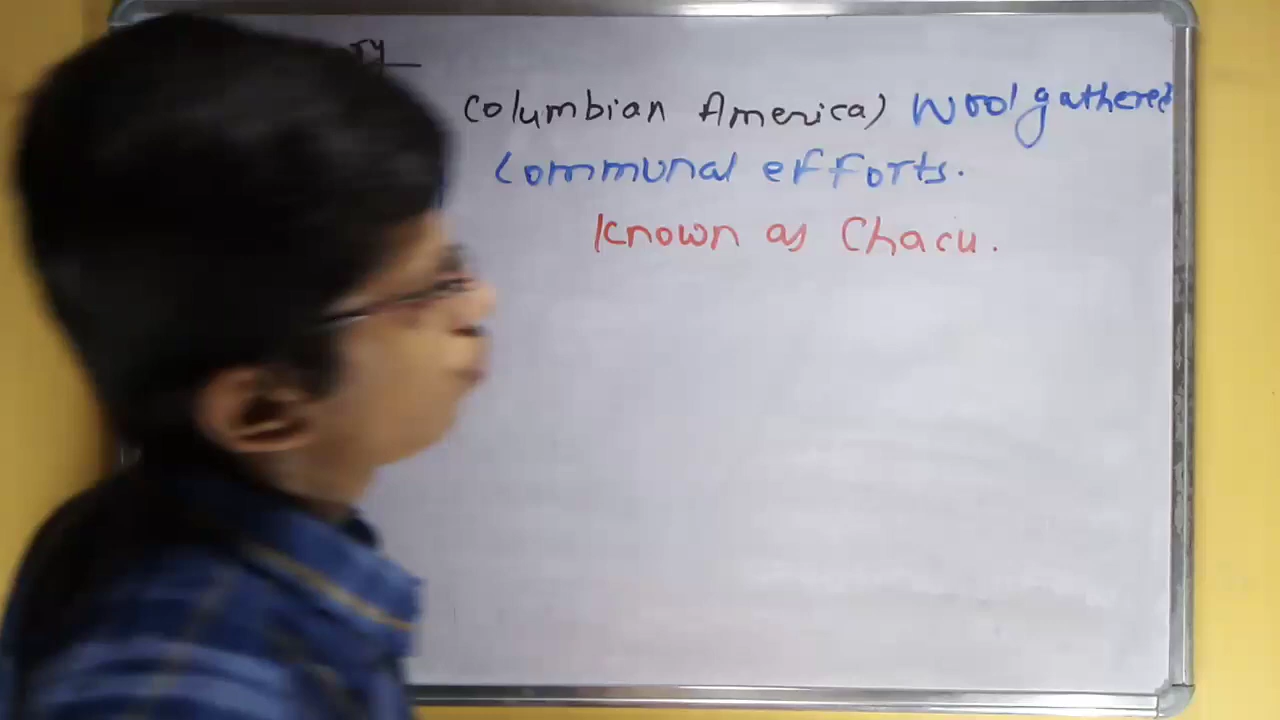 Columbian America) Wool gathered
Communal efforts.
Known as Chacu.